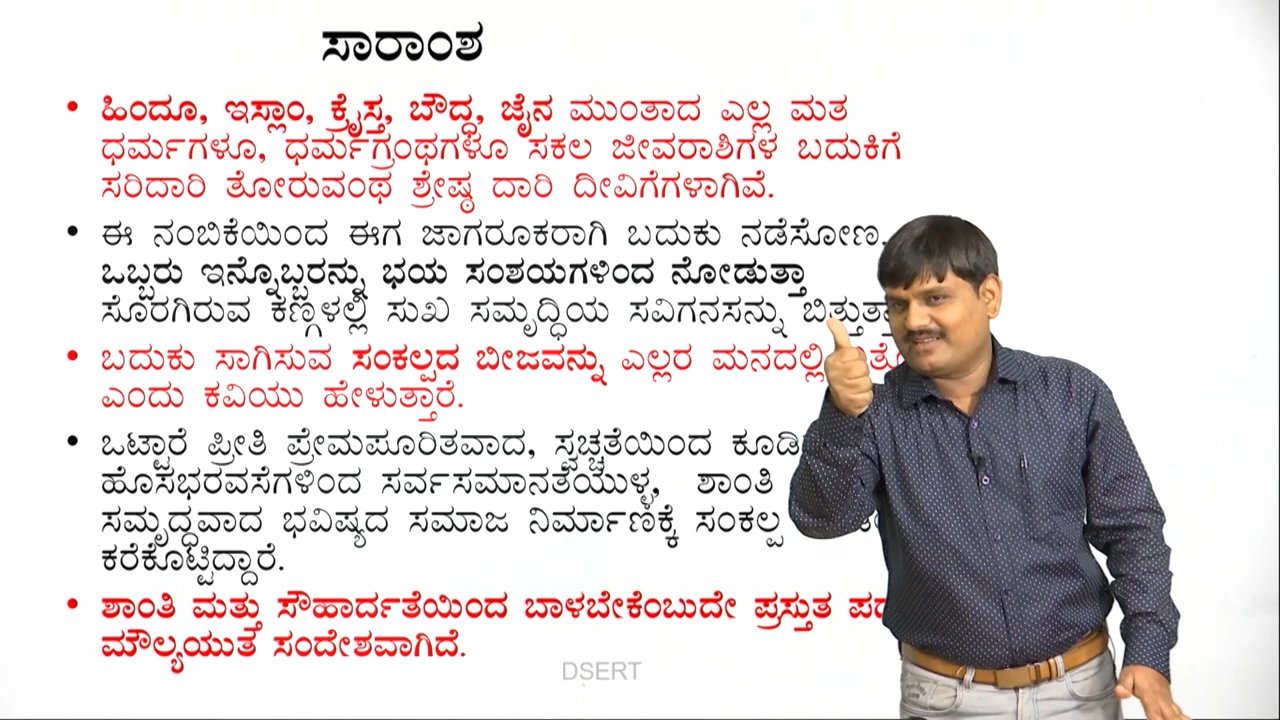 ಸಾರಾಂಶ
• ಹಿಂದೂ, ಇಸ್ಲಾಂ, ಕ್ರೈಸ್ತ, ಬೌದ್ಧ, ಜೈನ ಮುಂತಾದ ಎಲ್ಲ ಮತ
ಧರ್ಮಗಳೂ, ಧರ್ಮಗ್ರಂಥಗಳೂ ಸಕಲ ಜೀವರಾಶಿಗಳ ಬದುಕಿಗೆ
ಸರಿದಾರಿ ತೋರುವಂಥ ಶ್ರೇಷ್ಠ ದಾರಿ ದೀವಿಗೆಗಳಾಗಿವೆ.
• ಈ ನಂಬಿಕೆಯಿಂದ ಈಗ ಜಾಗರೂಕರಾಗಿ ಬದುಕು ನಡೆಸೋಣ.
ಒಬ್ಬರು ಇನ್ನೊಬ್ಬರನ್ನು ಭಯ ಸಂಶಯಗಳಿಂದ ನೋಡುತ್ತಾ
ಸೊರಗಿರುವ ಕಣ್ಗಳಲ್ಲಿ ಸುಖ ಸಮೃದ್ಧಿಯ ಸವಿಗನಸನ್ನು
• ಬದುಕು ಸಾಗಿಸುವ ಸಂಕಲ್ಪದ ಬೀಜವನ್ನು ಎಲ್ಲರ ಮನದಲ್ಲಿ
ಎಂದು ಕವಿಯು ಹೇಳುತ್ತಾರೆ.
• ಒಟ್ಟಾರೆ ಪ್ರೀತಿ ಪ್ರೇಮಪೂರಿತವಾದ, ಸ್ವಚ್ಚತೆಯಿಂದ
ಹೊಸಭರವಸೆಗಳಿಂದ ಸರ್ವಸಮಾನತೆಯುಳ್ಳ, ಶಾಂತಿ
ಸಮೃದ್ಧವಾದ ಭವಿಷ್ಯದ ಸಮಾಜ ನಿರ್ಮಾಣಕ್ಕೆ ಸಂಕಲ್ಪ
ಕರೆಕೊಟ್ಟಿದ್ದಾರೆ.
• ಶಾಂತಿ ಮತ್ತು ಸೌಹಾರ್ದತೆಯಿಂದ ಬಾಳಬೇಕೆಂಬುದೇ ಪ್ರಸ್ತುತ
ಮೌಲ್ಯಯುತ ಸಂದೇಶವಾಗಿದೆ.
DSERT